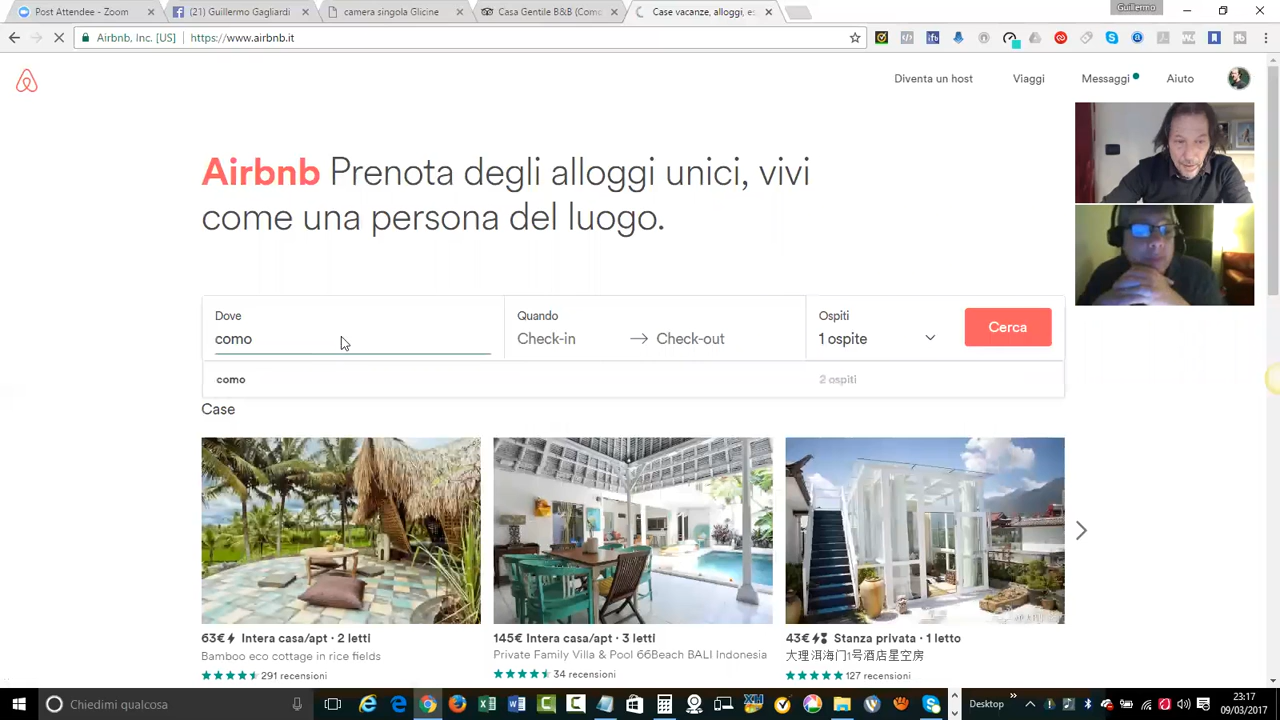 Post Attendee - Zoom
(21) Guillermo Gagliardi
camera singola Glicine
Casa Gentile B&B (Como
Case vacanze, alloggi, es
Guillermo
Airbnb, Inc. [US]
https://www.airbnb.it
Diventa un host
Viaggi
Messaggi
Aiuto
Airbnb Prenota degli alloggi unici, vivi
come una persona del luogo.
Dove
Quando
Ospiti
como
Check-in
Check-out
1 ospite
Cerca
como
2 ospiti
Case
63€ Intera casa/apt · 2 letti
Bamboo eco cottage in rice fields
291 recensioni
145€ Intera casa/apt · 3 letti
Private Family Villa & Pool 66Beach BALI Indonesia
34 recensioni
43€ Stanza privata · 1 letto
大理洱海门1号酒店星空房
127 recensioni
Chiedimi qualcosa
Desktop
23:17
09/03/2017